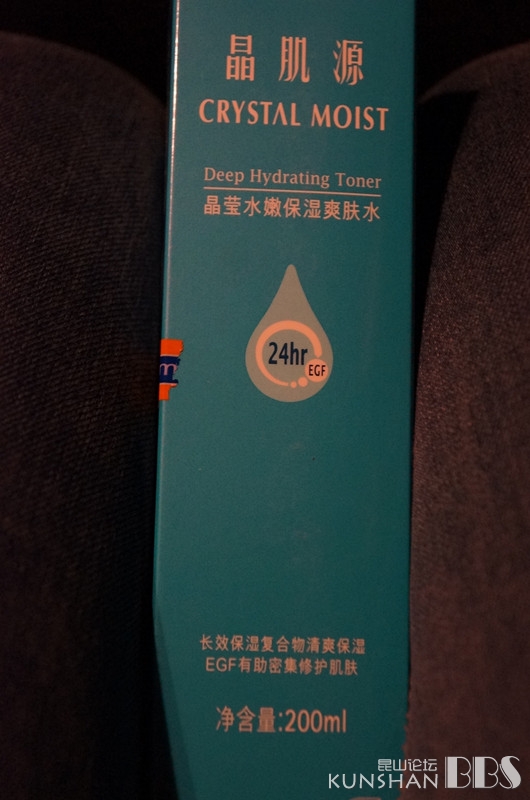 晶肌源
CRYSTAL MOIST
Deep Hydrating Toner
晶莹水嫩保湿爽肤水
24hr
EGF
长效保湿复合物清爽保湿
EGF有助密集修护肌肤
净含量:200ml
昆山论坛
KUNSHAN BBS